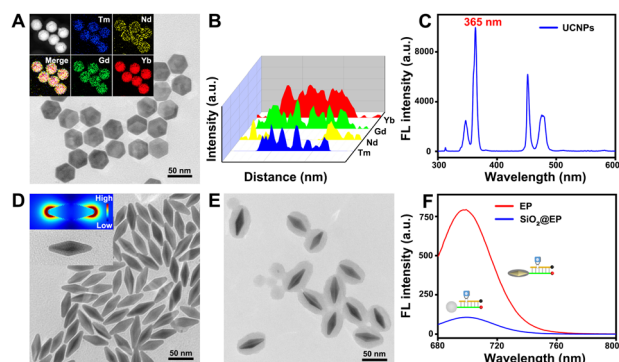 A
Tm
Nd
Merge
Gd
Yb
50 nm
B
Intensity (a.u.)
Distance (nm)
Yb
Gd
Nd
Tm
C
365 nm
UCNPs
FL intensity (a.u.)
10000
8000
4000
0
300
400
500
600
Wavelength (nm)
D
High
Low
50 nm
E
50 nm
F
EP
SiO₂@EP
FL intensity (a.u.)
750
500
250
0
680
720
760
800
Wavelength (nm)